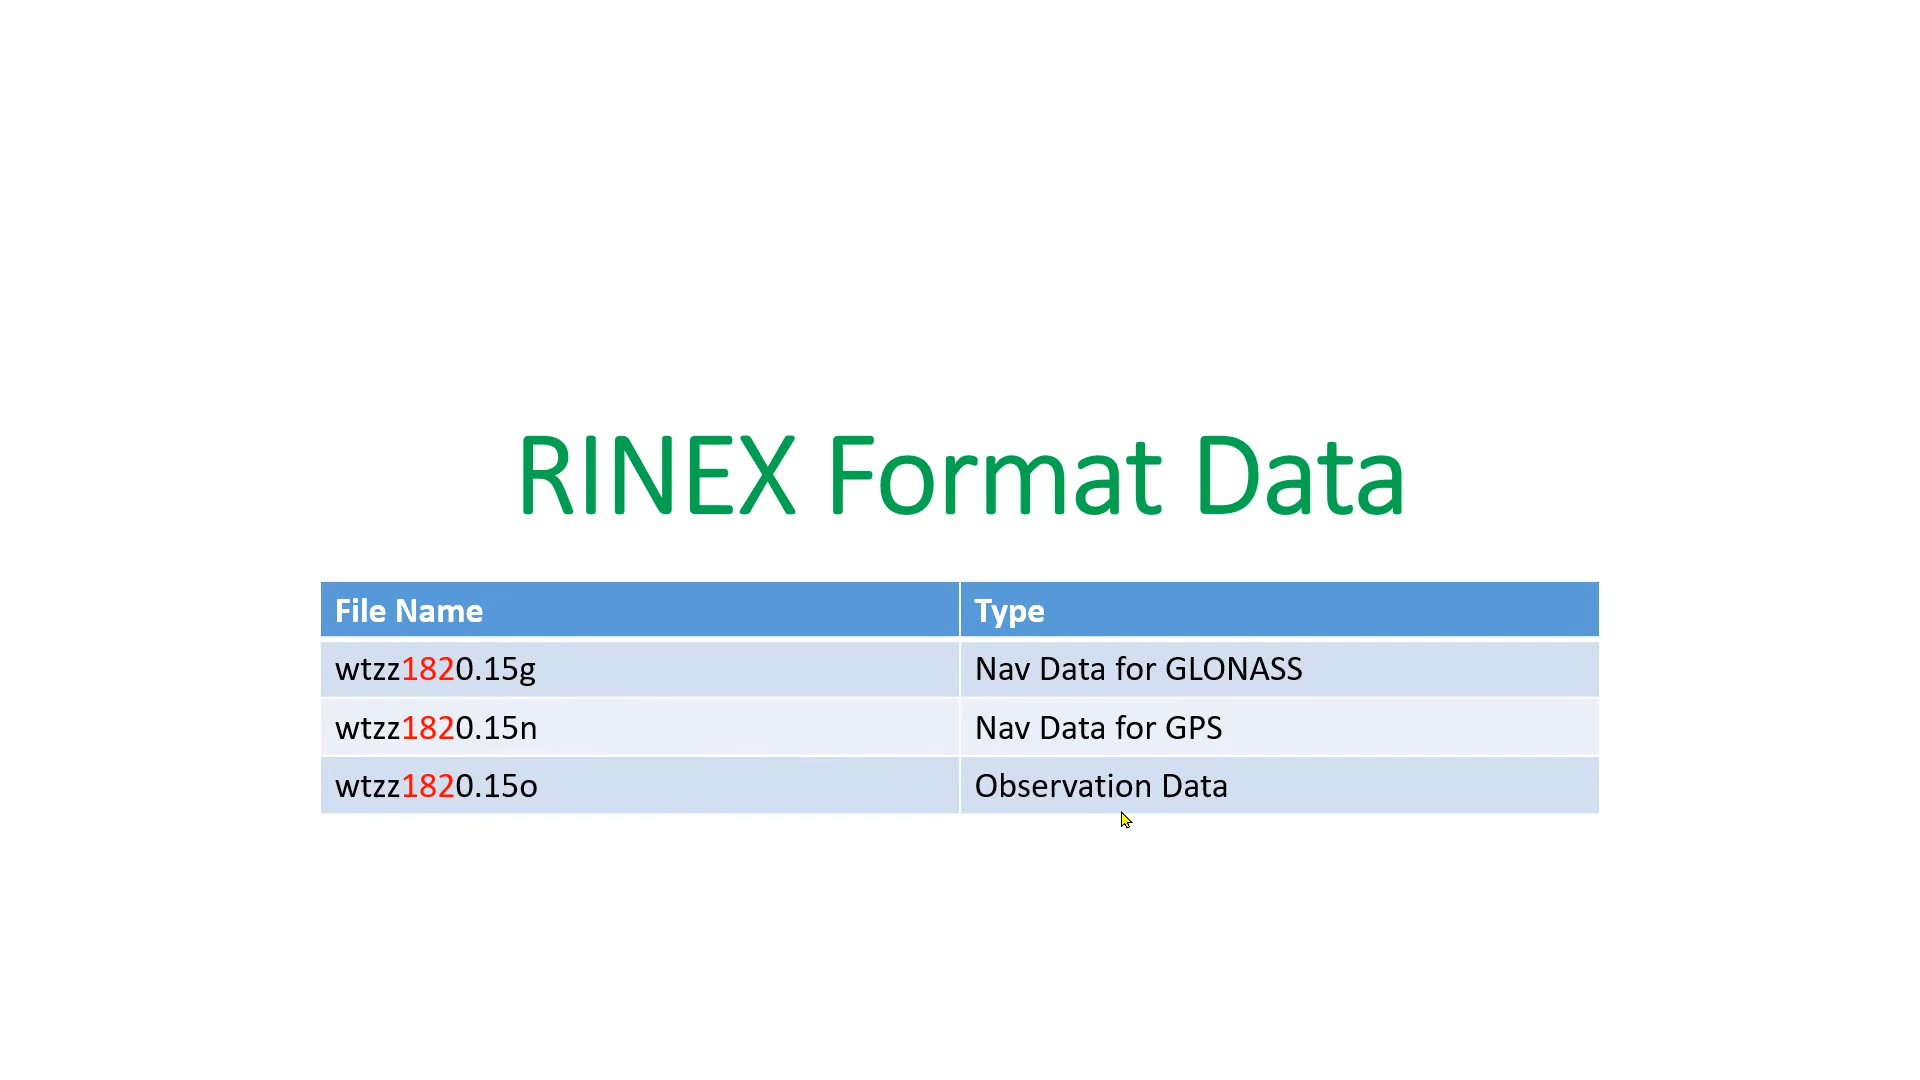 RINEX Format Data
File Name Type
wtzz1820.15g Nav Data for GLONASS
wtzz1820.15n Nav Data for GPS
wtzz1820.15o Observation Data